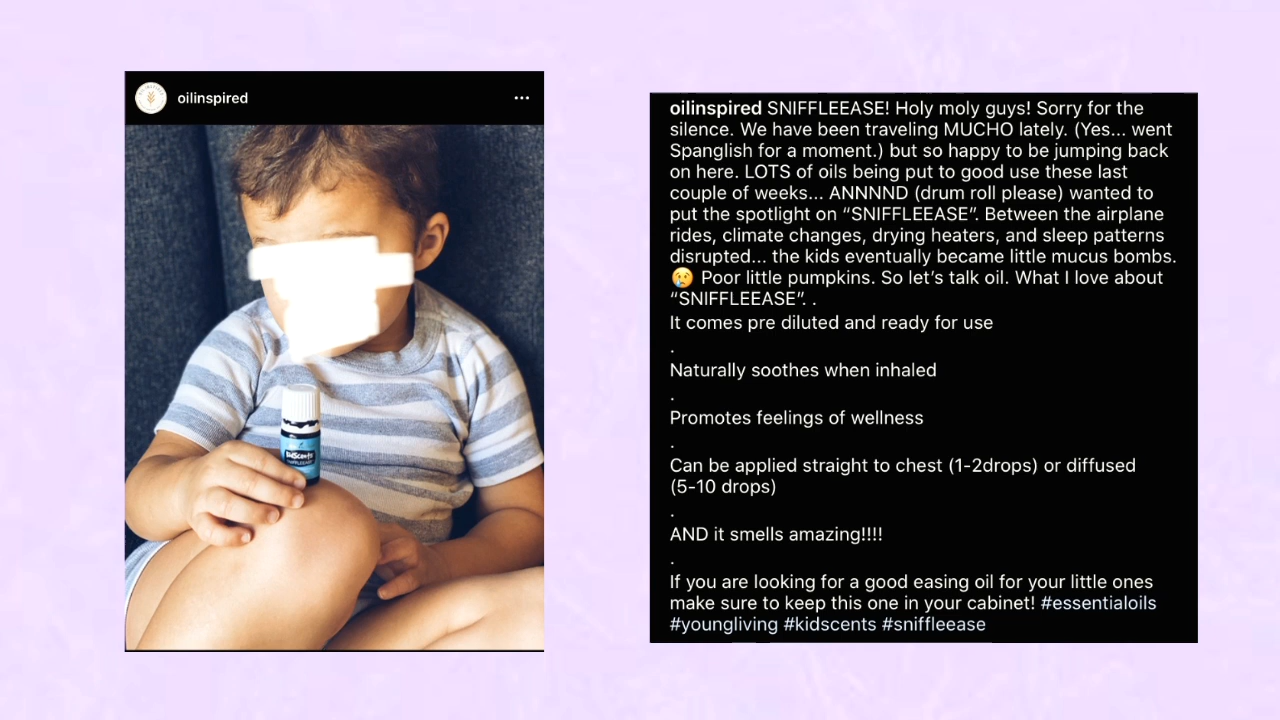 oilinspired
oilinspired SNIFFLEEASE! Holy moly guys! Sorry for the
silence. We have been traveling MUCHO lately. (Yes... went
Spanglish for a moment.) but so happy to be jumping back
on here. LOTS of oils being put to good use these last
couple of weeks... ANNNND (drum roll please) wanted to
put the spotlight on “SNIFFLEEASE”. Between the airplane
rides, climate changes, drying heaters, and sleep patterns
disrupted... the kids eventually became little mucus bombs.
😢 Poor little pumpkins. So let’s talk oil. What I love about
“SNIFFLEEASE”. .
It comes pre diluted and ready for use
.
Naturally soothes when inhaled
.
Promotes feelings of wellness
.
Can be applied straight to chest (1-2drops) or diffused
(5-10 drops)
.
AND it smells amazing!!!!
.
If you are looking for a good easing oil for your little ones
make sure to keep this one in your cabinet! #essentialoils
#youngliving #kidscents #sniffleease
KidScents
SNIFFLEEASE